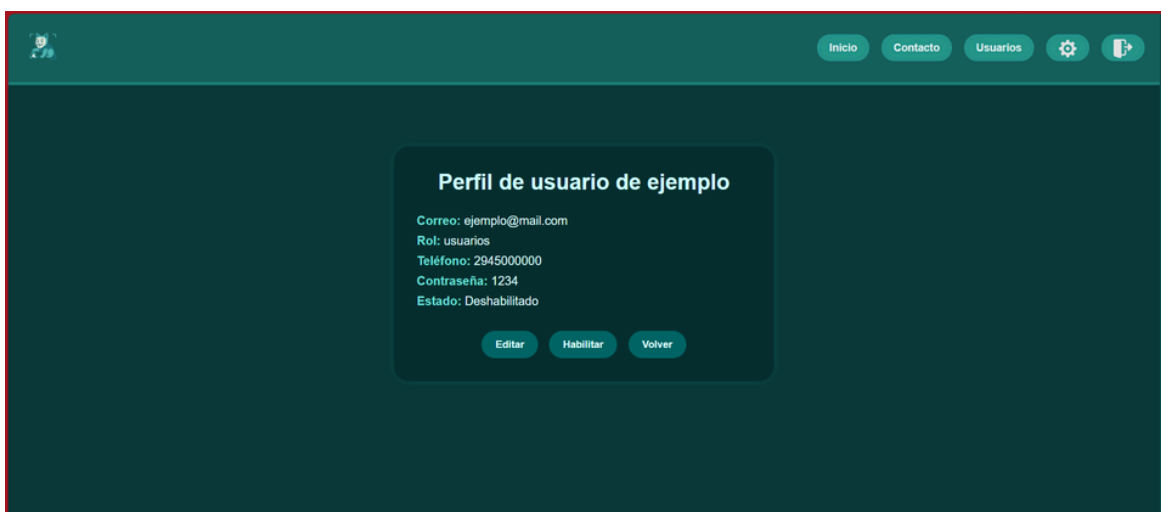 Inicio Contacto Usuarios
Perfil de usuario de ejemplo
Correo: ejemplo@mail.com
Rol: usuarios
Teléfono: 2945000000
Contraseña: 1234
Estado: Deshabilitado
Editar Habilitar Volver